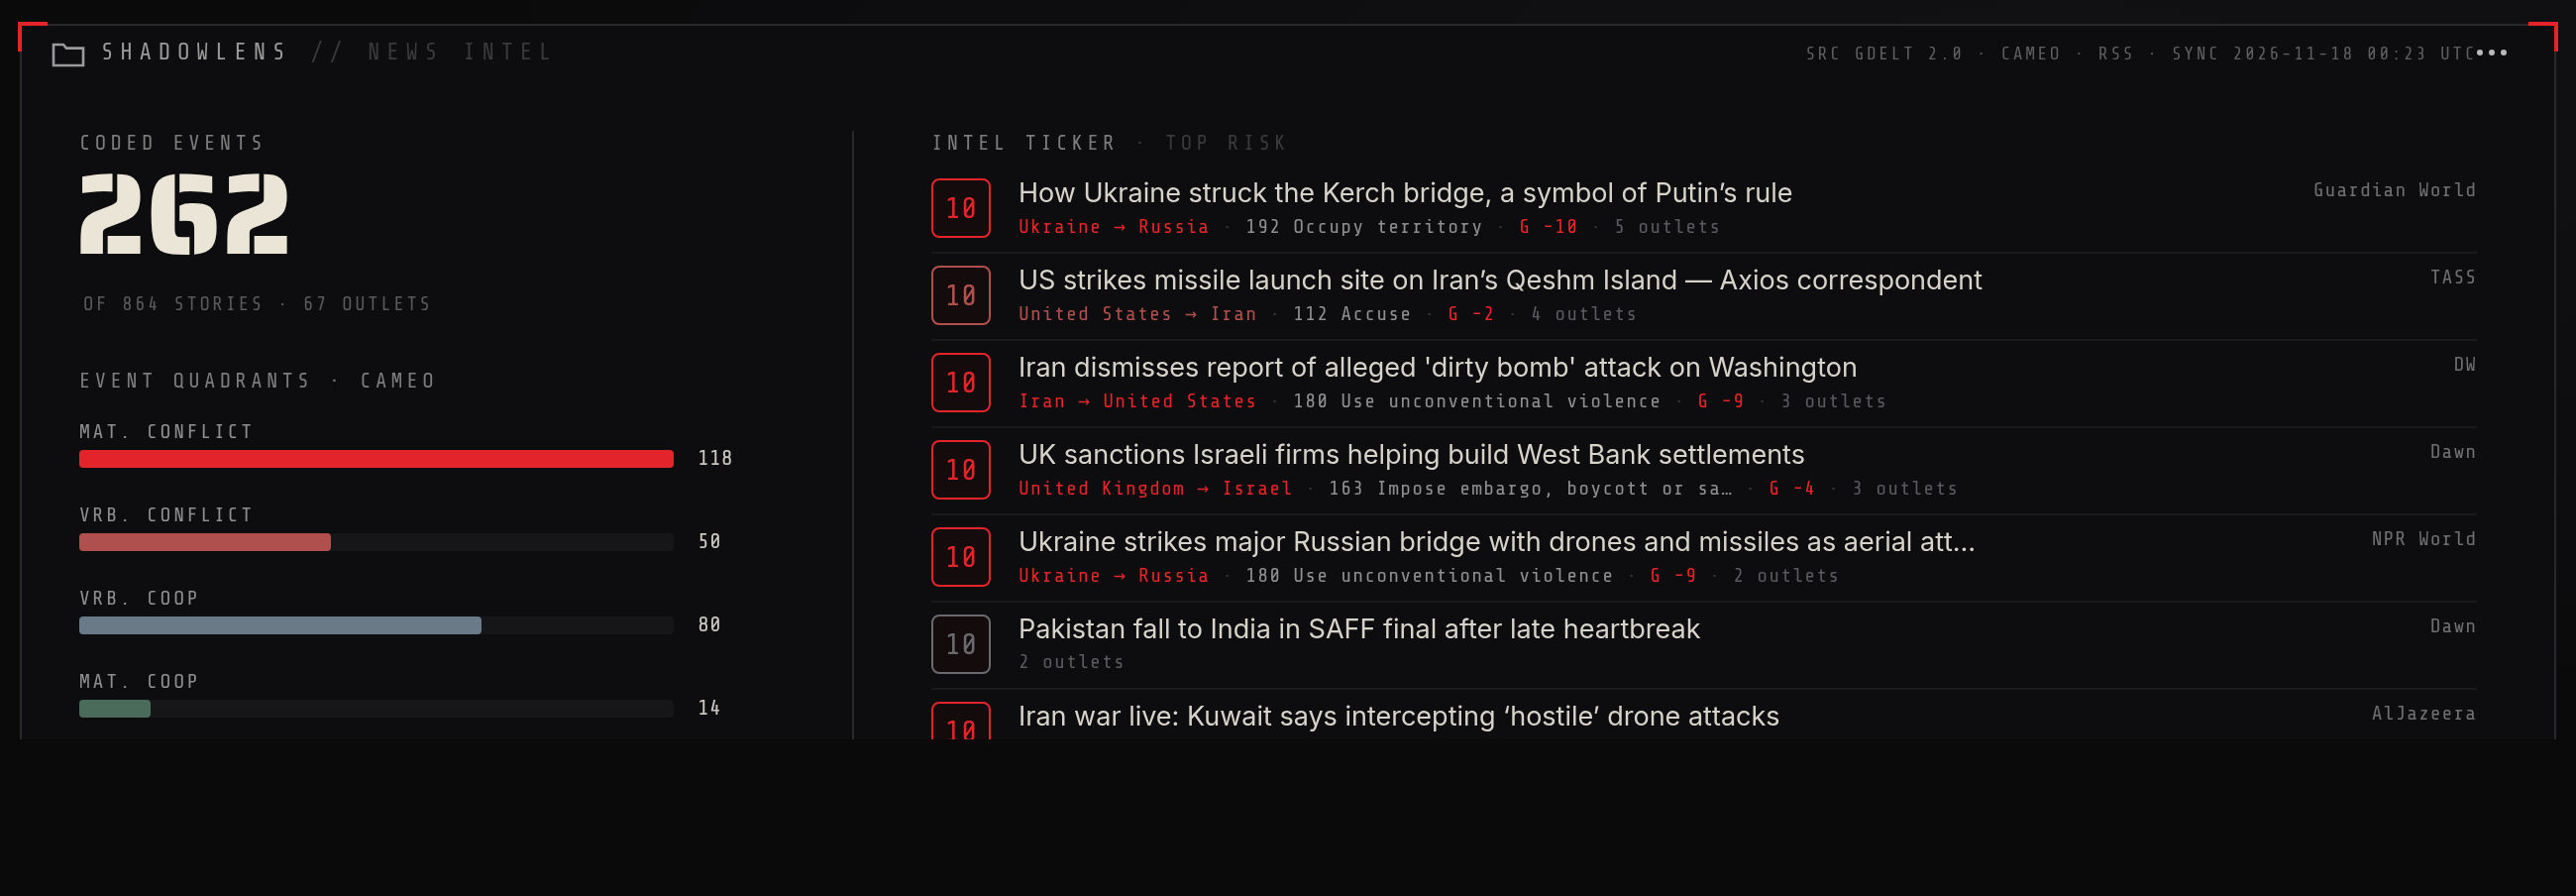 SHADOWLENS // NEWS INTEL
SRC GDELT 2.0 · CAMEO · RSS · SYNC 2026-11-18 00:23 UTC
CODED EVENTS
262
OF 864 STORIES · 67 OUTLETS
EVENT QUADRANTS · CAMEO
MAT. CONFLICT
118
VRB. CONFLICT
50
VRB. COOP
80
MAT. COOP
14
INTEL TICKER · TOP RISK
10
How Ukraine struck the Kerch bridge, a symbol of Putin’s rule
Guardian World
Ukraine → Russia · 192 Occupy territory · G -10 · 5 outlets
10
US strikes missile launch site on Iran’s Qeshm Island — Axios correspondent
TASS
United States → Iran · 112 Accuse · G -2 · 4 outlets
10
Iran dismisses report of alleged 'dirty bomb' attack on Washington
DW
Iran → United States · 180 Use unconventional violence · G -9 · 3 outlets
10
UK sanctions Israeli firms helping build West Bank settlements
Dawn
United Kingdom → Israel · 163 Impose embargo, boycott or sa… · G -4 · 3 outlets
10
Ukraine strikes major Russian bridge with drones and missiles as aerial att…
NPR World
Ukraine → Russia · 180 Use unconventional violence · G -9 · 2 outlets
10
Pakistan fall to India in SAFF final after late heartbreak
Dawn
2 outlets
10
Iran war live: Kuwait says intercepting ‘hostile’ drone attacks
AlJazeera